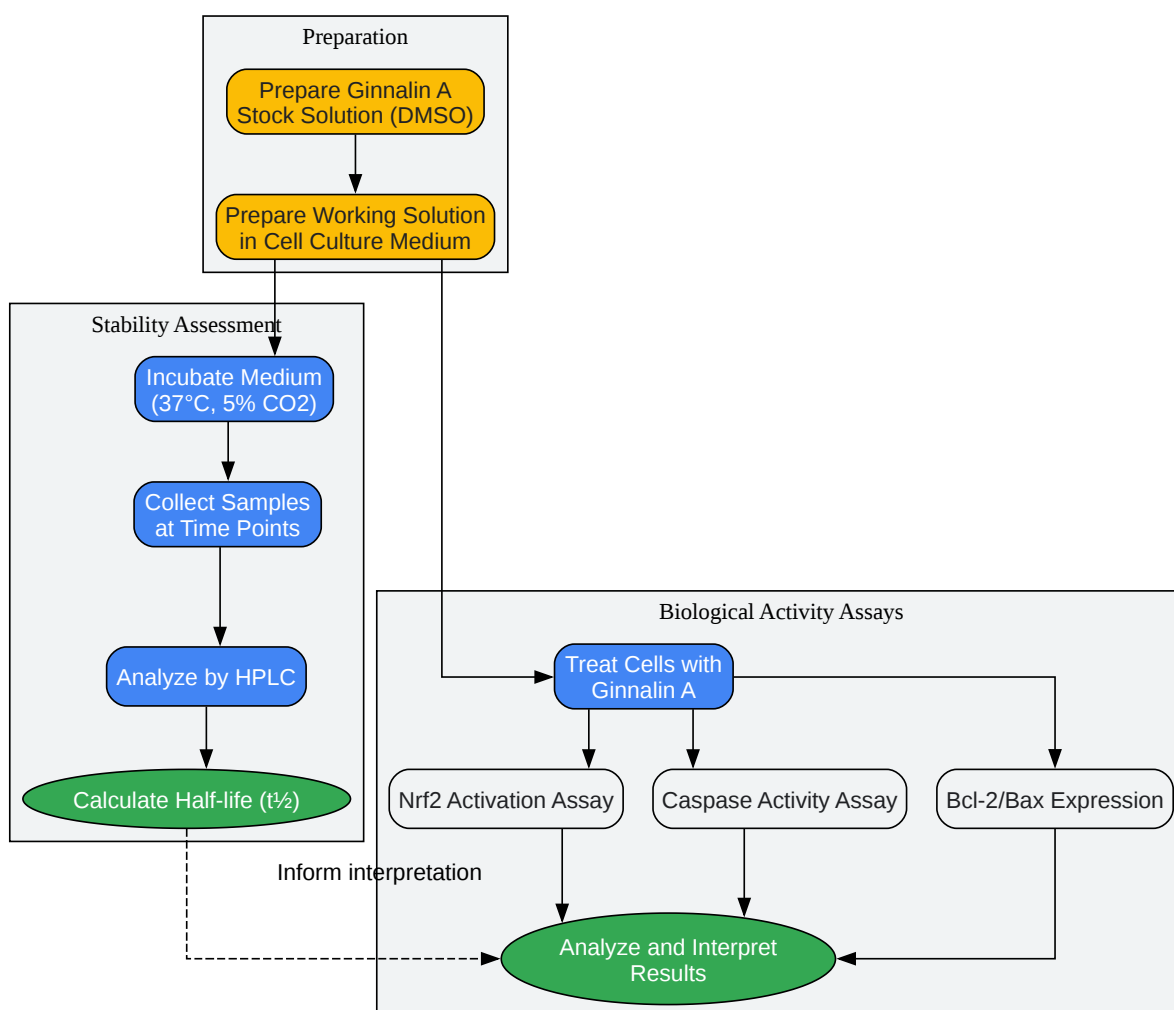 Preparation
Prepare Ginnalin A
Stock Solution (DMSO)
Prepare Working Solution
in Cell Culture Medium
Stability Assessment
Incubate Medium
(37°C, 5% CO2)
Collect Samples
at Time Points
Analyze by HPLC
Calculate Half-life (t½)
Biological Activity Assays
Treat Cells with
Ginnalin A
Nrf2 Activation Assay
Caspase Activity Assay
Bcl-2/Bax Expression
Inform interpretation
Analyze and Interpret
Results